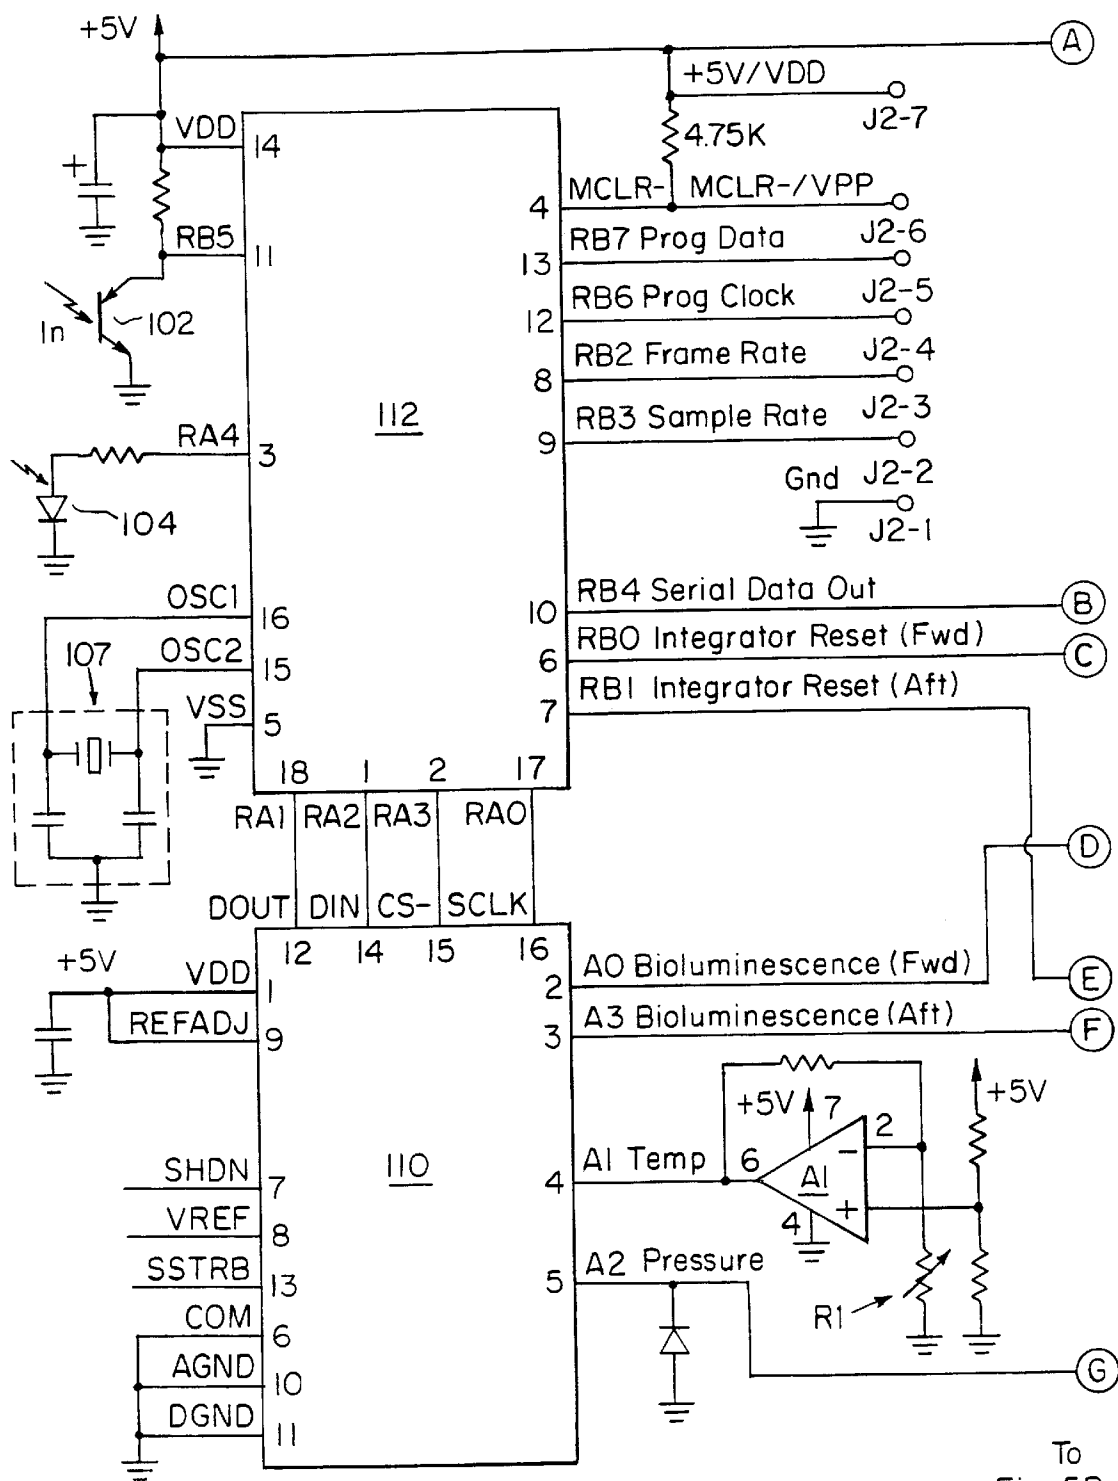 +5V
A
+5V/VDD
J2-7
VDD
14
4.75K
+
MCLR-
MCLR-/VPP
4
J2-6
RB5
11
RB7 Prog Data
13
J2-5
RB6 Prog Clock
12
J2-4
In
102
RB2 Frame Rate
8
J2-3
112
RB3 Sample Rate
9
J2-2
RA4
3
Gnd
J2-1
104
OSC1
16
RB4 Serial Data Out
10
B
107
OSC2
15
RB0 Integrator Reset (Fwd)
6
C
RB1 Integrator Reset (Aft)
7
VSS
5
18 1 2 17
RA1 RA2 RA3 RA0
D
DOUT DIN CS- SCLK
12 14 15 16
+5V
VDD
1
A0 Bioluminescence (Fwd)
2
E
REFADJ
9
A3 Bioluminescence (Aft)
3
F
+5V
7
2
+5V
-
110
A1 Temp
4
6
A1
+
4
SHDN
7
VREF
8
SSTRB
13
A2 Pressure
5
R1
COM
6
AGND
10
G
DGND
11
To